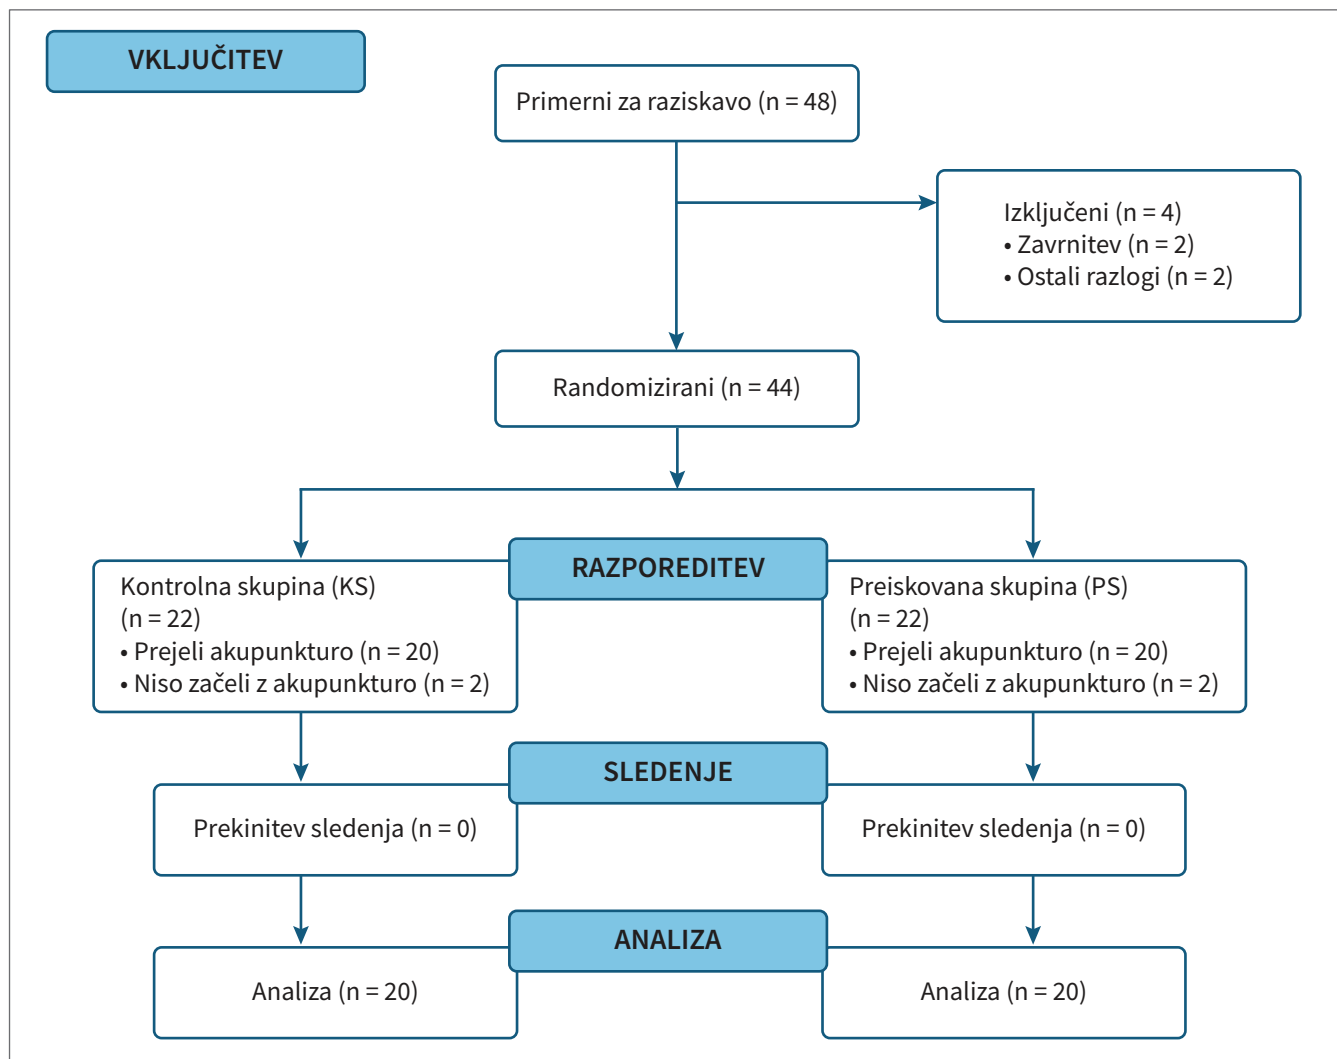 VKLJUČITEV
Primerni za raziskavo (n = 48)
Izključeni (n = 4)
• Zavrnitev (n = 2)
• Ostali razlogi (n = 2)
Randomizirani (n = 44)
RAZPOREDITEV
Kontrolna skupina (KS)
(n = 22)
• Prejeli akupunkturo (n = 20)
• Niso začeli z akupunkturo (n = 2)
Preiskovana skupina (PS)
(n = 22)
• Prejeli akupunkturo (n = 20)
• Niso začeli z akupunkturo (n = 2)
SLEDENJE
Prekinitev sledenja (n = 0)
Prekinitev sledenja (n = 0)
ANALIZA
Analiza (n = 20)
Analiza (n = 20)